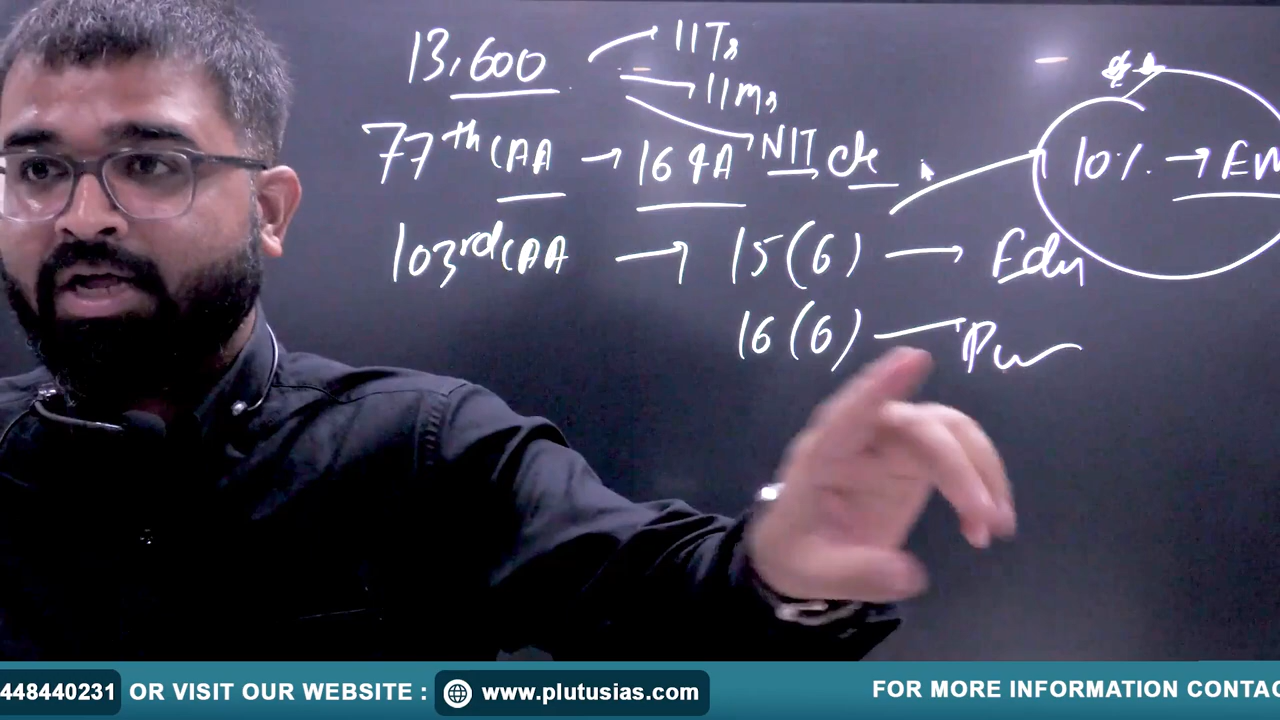 13,600 → IITs
→ IIMs
→ NIT etc
77th CAA → 16 4A
10% → EW
103rd CAA → 15(6) → Edu
16(6) →
448440231 OR VISIT OUR WEBSITE : www.plutusias.com FOR MORE INFORMATION CONTAC